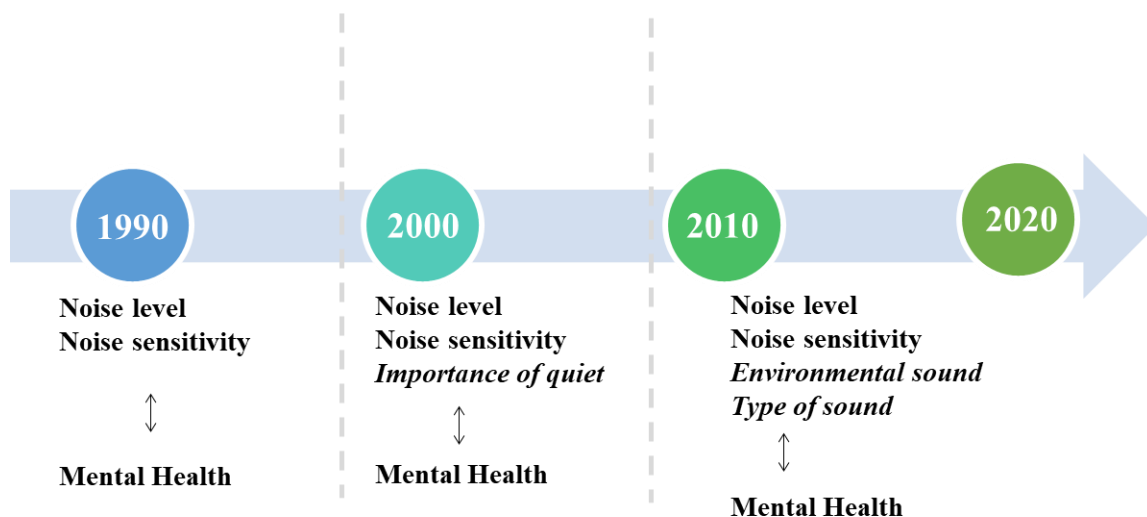 1990
2000
2010
2020
Noise level
Noise sensitivity
Mental Health
Noise level
Noise sensitivity
Importance of quiet
Mental Health
Noise level
Noise sensitivity
Environmental sound
Type of sound
Mental Health